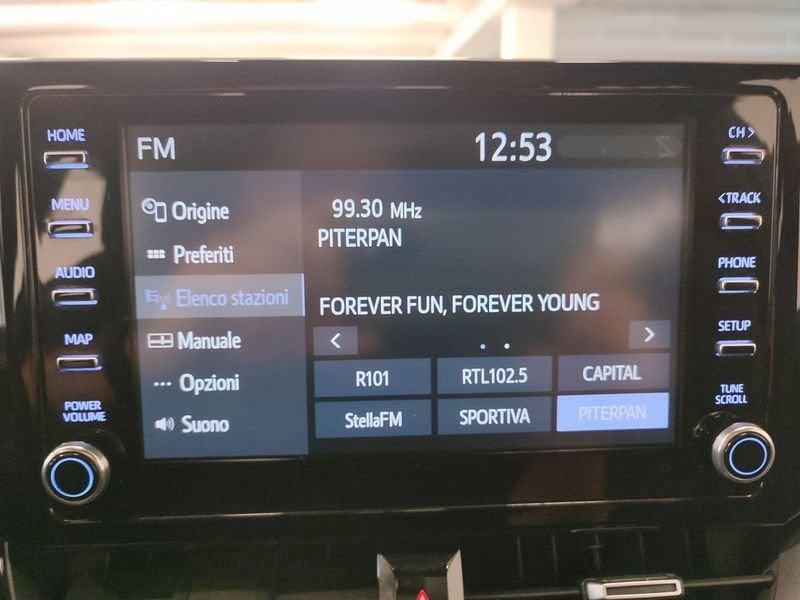 HOME
MENU
AUDIO
MAP
POWER
VOLUME
FM
12:53
Origine
Preferiti
Elenco stazioni
Manuale
Opzioni
Suono
99.30 MHz
PITERPAN
FOREVER FUN, FOREVER YOUNG
< >
R101 RTL102.5 CAPITAL
StellaFM SPORTIVA PITERPAN
CH >
< TRACK
PHONE
SETUP
TUNE
SCROLL